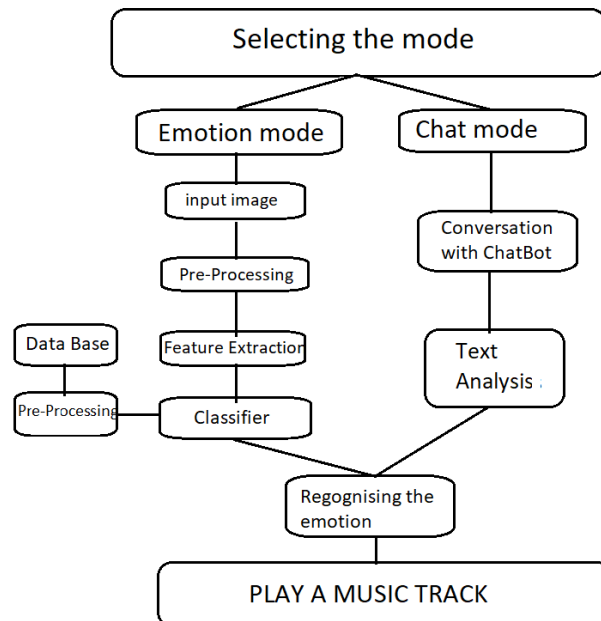 Selecting the mode
Emotion mode
Chat mode
input image
Conversation
with ChatBot
Pre-Processing
Data Base
Feature Extraction
Text
Analysis
Pre-Processing
Classifier
Regognising the
emotion
PLAY A MUSIC TRACK